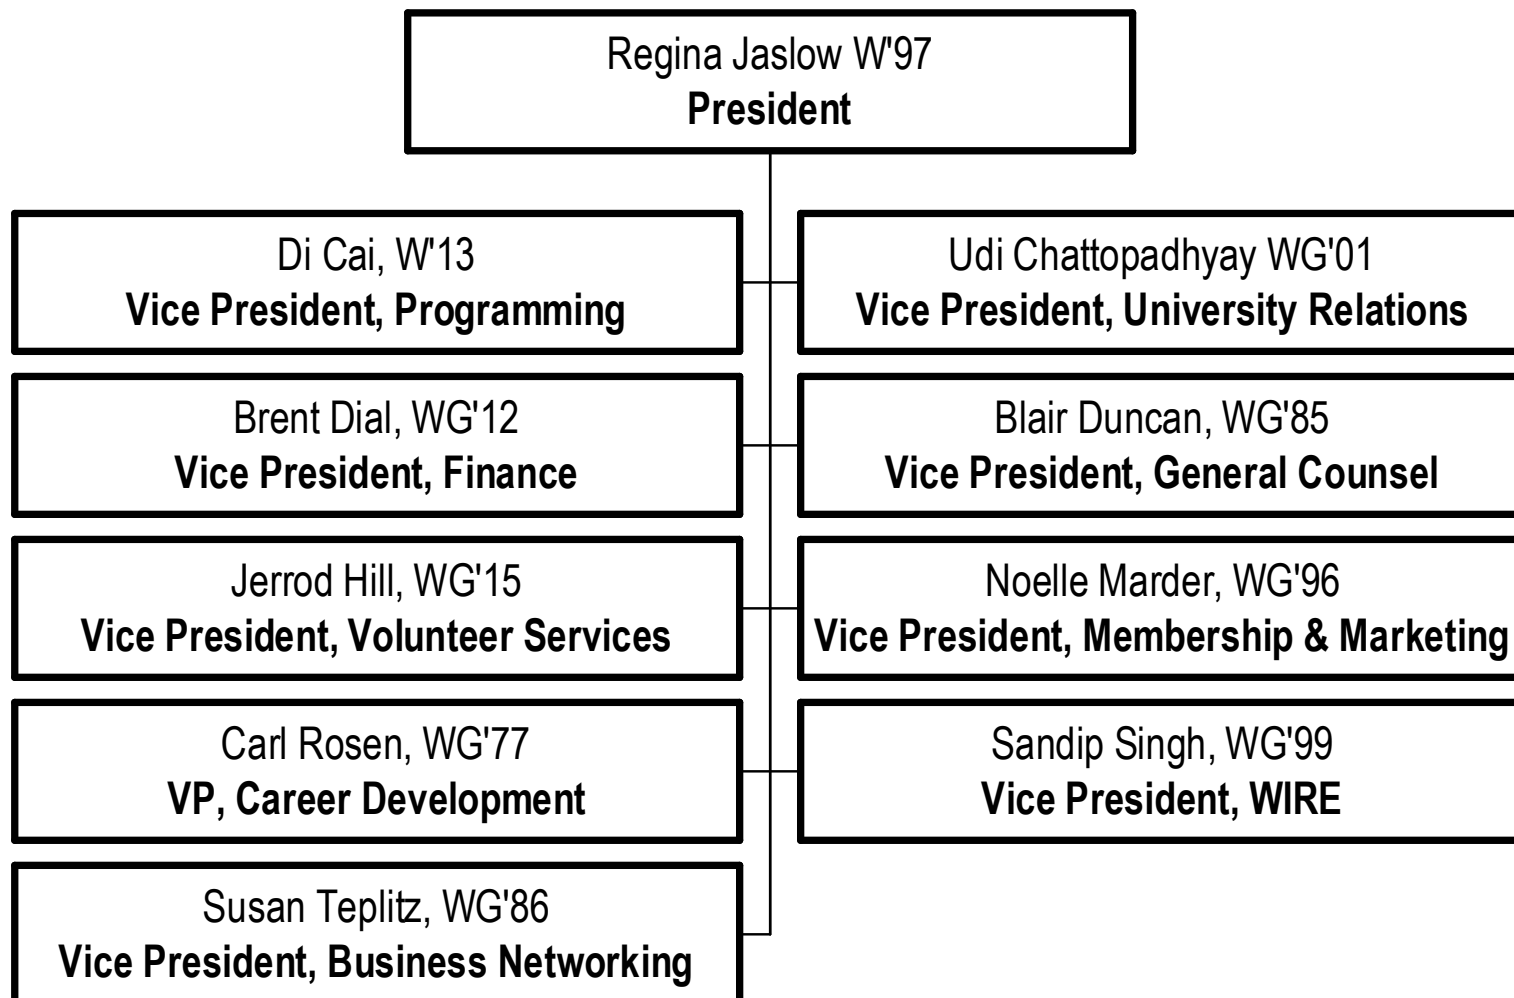 Regina Jaslow W'97
President
Di Cai, W'13
Vice President, Programming
Udi Chattopadhyay WG'01
Vice President, University Relations
Brent Dial, WG'12
Vice President, Finance
Blair Duncan, WG'85
Vice President, General Counsel
Jerrod Hill, WG'15
Vice President, Volunteer Services
Noelle Marder, WG'96
Vice President, Membership & Marketing
Carl Rosen, WG'77
VP, Career Development
Sandip Singh, WG'99
Vice President, WIRE
Susan Teplitz, WG'86
Vice President, Business Networking